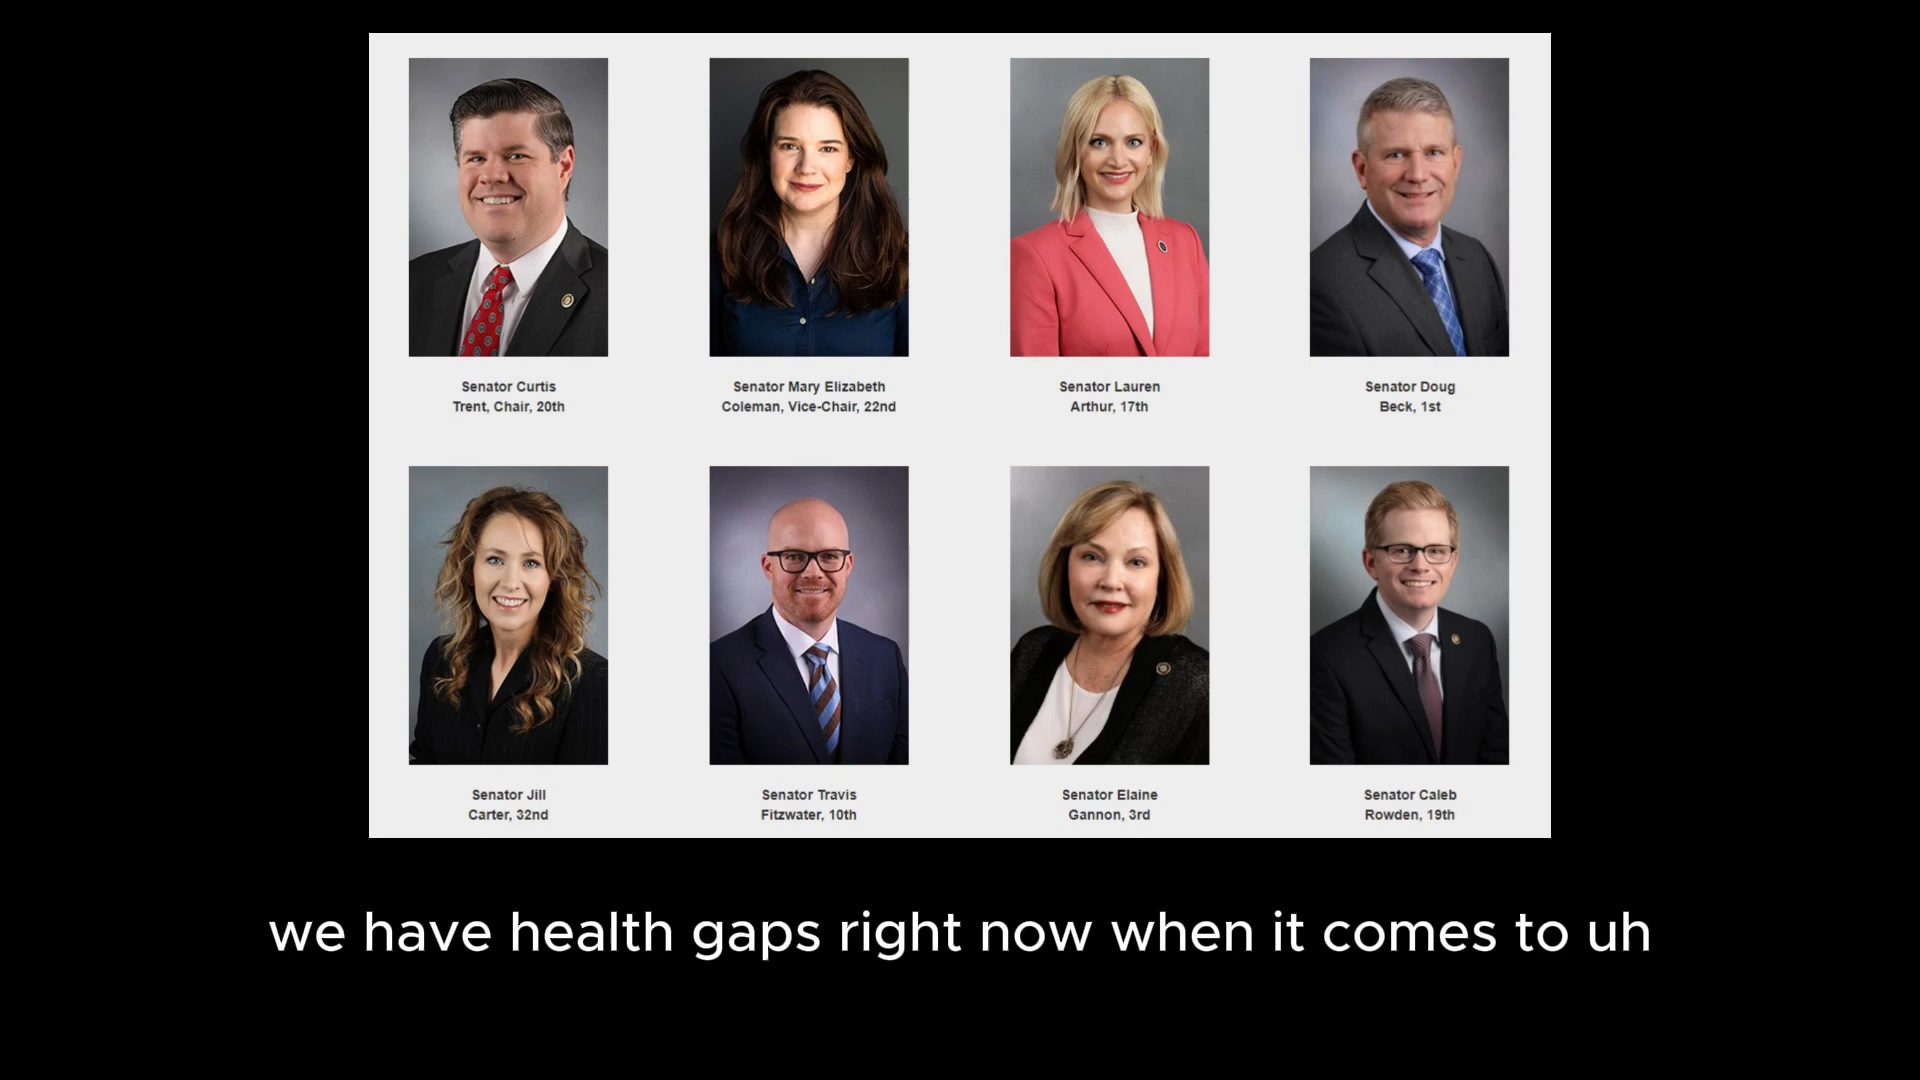 Senator Curtis
Trent, Chair, 20th
Senator Mary Elizabeth
Coleman, Vice-Chair, 22nd
Senator Lauren
Arthur, 17th
Senator Doug
Beck, 1st
Senator Jill
Carter, 32nd
Senator Travis
Fitzwater, 10th
Senator Elaine
Gannon, 3rd
Senator Caleb
Rowden, 19th
we have health gaps right now when it comes to uh